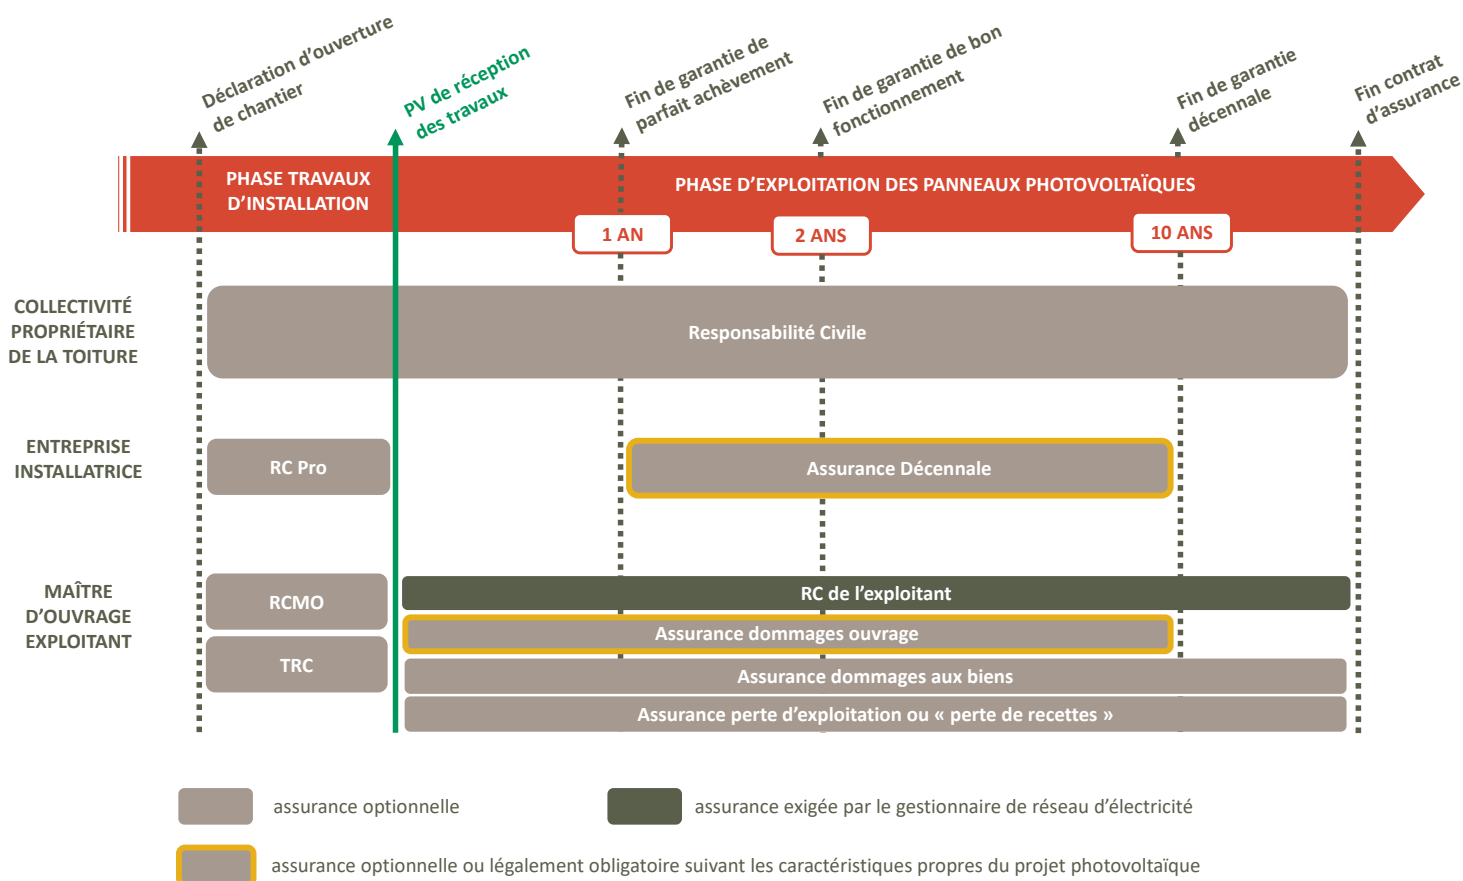 Déclaration d'ouverture
de chantier
PV de réception
des travaux
Fin de garantie de
parfait achèvement
Fin de garantie de bon
fonctionnement
Fin de garantie
décennale
Fin contrat
d'assurance
PHASE TRAVAUX
D'INSTALLATION
PHASE D'EXPLOITATION DES PANNEAUX PHOTOVOLTAÏQUES
1 AN
2 ANS
10 ANS
COLLECTIVITÉ
PROPRIÉTAIRE
DE LA TOITURE
Responsabilité Civile
ENTREPRISE
INSTALLATRICE
RC Pro
Assurance Décennale
MAÎTRE
D'OUVRAGE
EXPLOITANT
RCMO
TRC
RC de l'exploitant
Assurance dommages ouvrage
Assurance dommages aux biens
Assurance perte d'exploitation ou « perte de recettes »
assurance optionnelle
assurance exigée par le gestionnaire de réseau d'électricité
assurance optionnelle ou légalement obligatoire suivant les caractéristiques propres du projet photovoltaïque